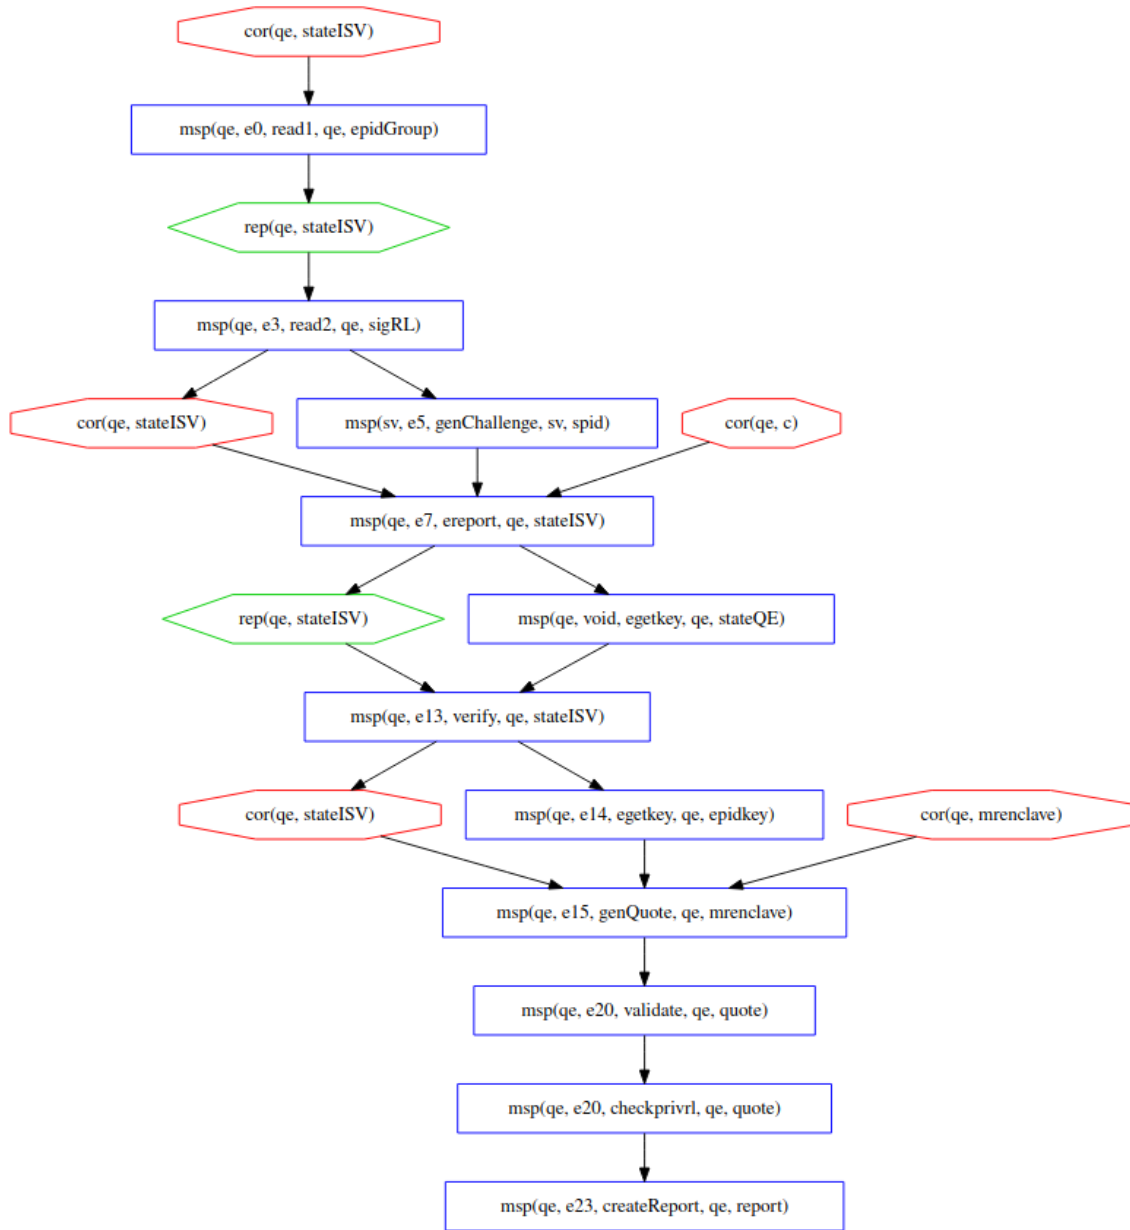 cor(qe, stateISV)
msp(qe, e0, read1, qe, epidGroup)
rep(qe, stateISV)
msp(qe, e3, read2, qe, sigRL)
cor(qe, stateISV)
msp(sv, e5, genChallenge, sv, spid)
cor(qe, c)
msp(qe, e7, ereport, qe, stateISV)
rep(qe, stateISV)
msp(qe, void, egetkey, qe, stateQE)
msp(qe, e13, verify, qe, stateISV)
cor(qe, stateISV)
msp(qe, e14, egetkey, qe, epidkey)
cor(qe, mrenclave)
msp(qe, e15, genQuote, qe, mrenclave)
msp(qe, e20, validate, qe, quote)
msp(qe, e20, checkprivrl, qe, quote)
msp(qe, e23, createReport, qe, report)